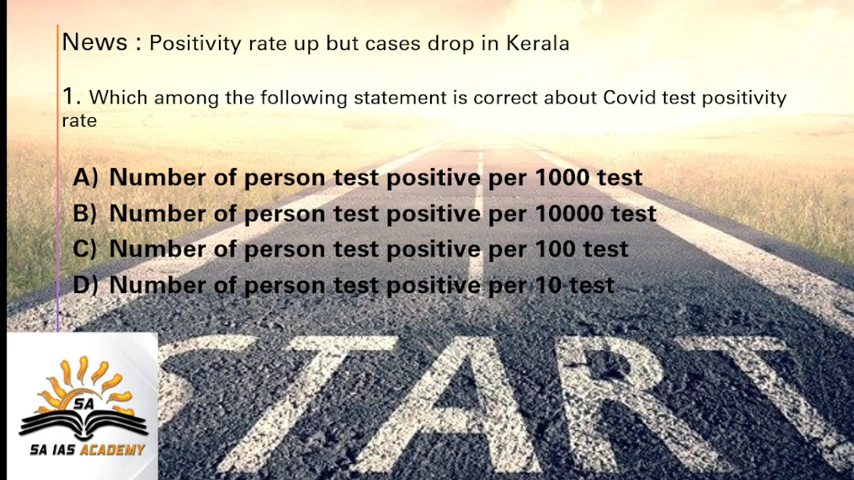 News : Positivity rate up but cases drop in Kerala
1. Which among the following statement is correct about Covid test positivity
rate
A) Number of person test positive per 1000 test
B) Number of person test positive per 10000 test
C) Number of person test positive per 100 test
D) Number of person test positive per 10 test
START
SA
SA IAS ACADEMY